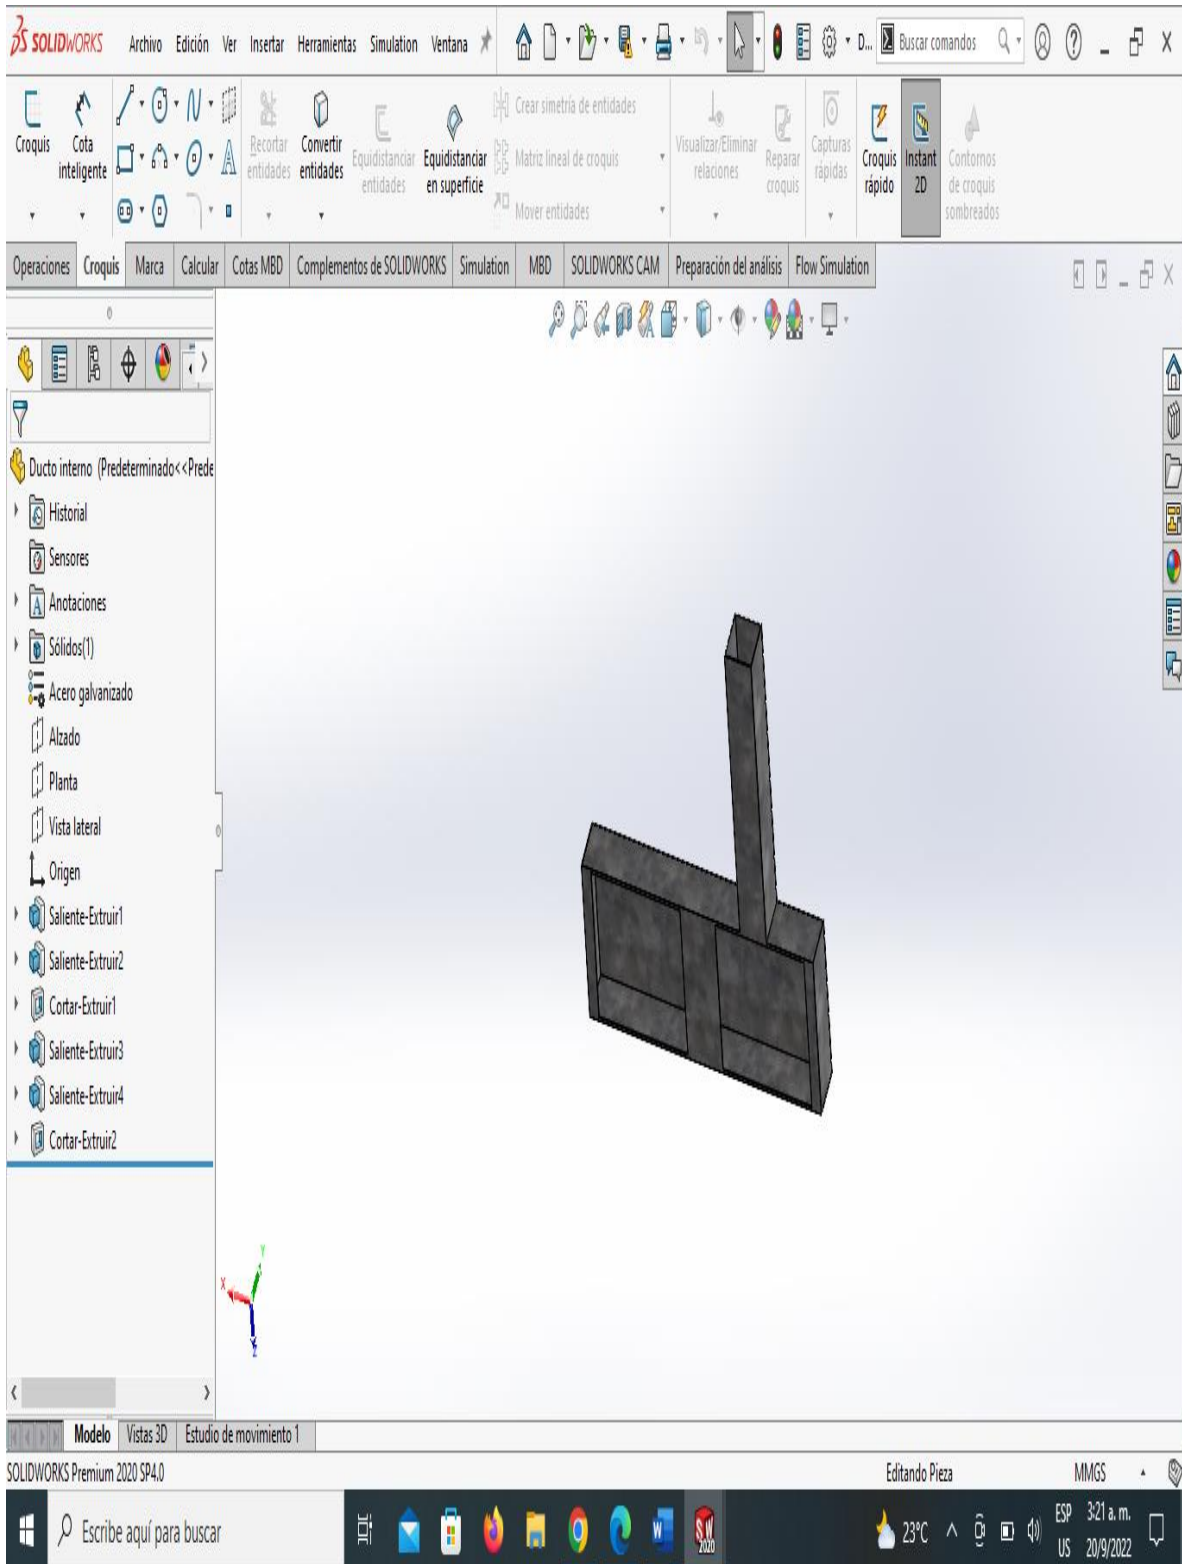 SOLIDWORKS Archivo Edición Ver Insertar Herramientas Simulation Ventana D... Buscar comandos
Croquis Cota inteligente
Recortar entidades
Convertir entidades
Equidistanciar entidades
Equidistanciar en superficie
Crear simetría de entidades
Matriz lineal de croquis
Mover entidades
Visualizar/Eliminar relaciones
Reparar croquis
Capturas rápidas
Croquis rápido
Instant 2D
Contornos de croquis sombreados
Operaciones Croquis Marca Calcular Cotas MBD Complementos de SOLIDWORKS Simulation MBD SOLIDWORKS CAM Preparación del análisis Flow Simulation
Ducto interno (Predeterminado<<Prede
Historial
Sensores
Anotaciones
Sólidos(1)
Acero galvanizado
Alzado
Planta
Vista lateral
Origen
Saliente-Extruir1
Saliente-Extruir2
Cortar-Extruir1
Saliente-Extruir3
Saliente-Extruir4
Cortar-Extruir2
Y
X
Z
Modelo Vistas 3D Estudio de movimiento 1
SOLIDWORKS Premium 2020 SP4.0 Editando Pieza MMGS
Escribe aquí para buscar
23°C
ESP 3:21 a. m.
US 20/9/2022